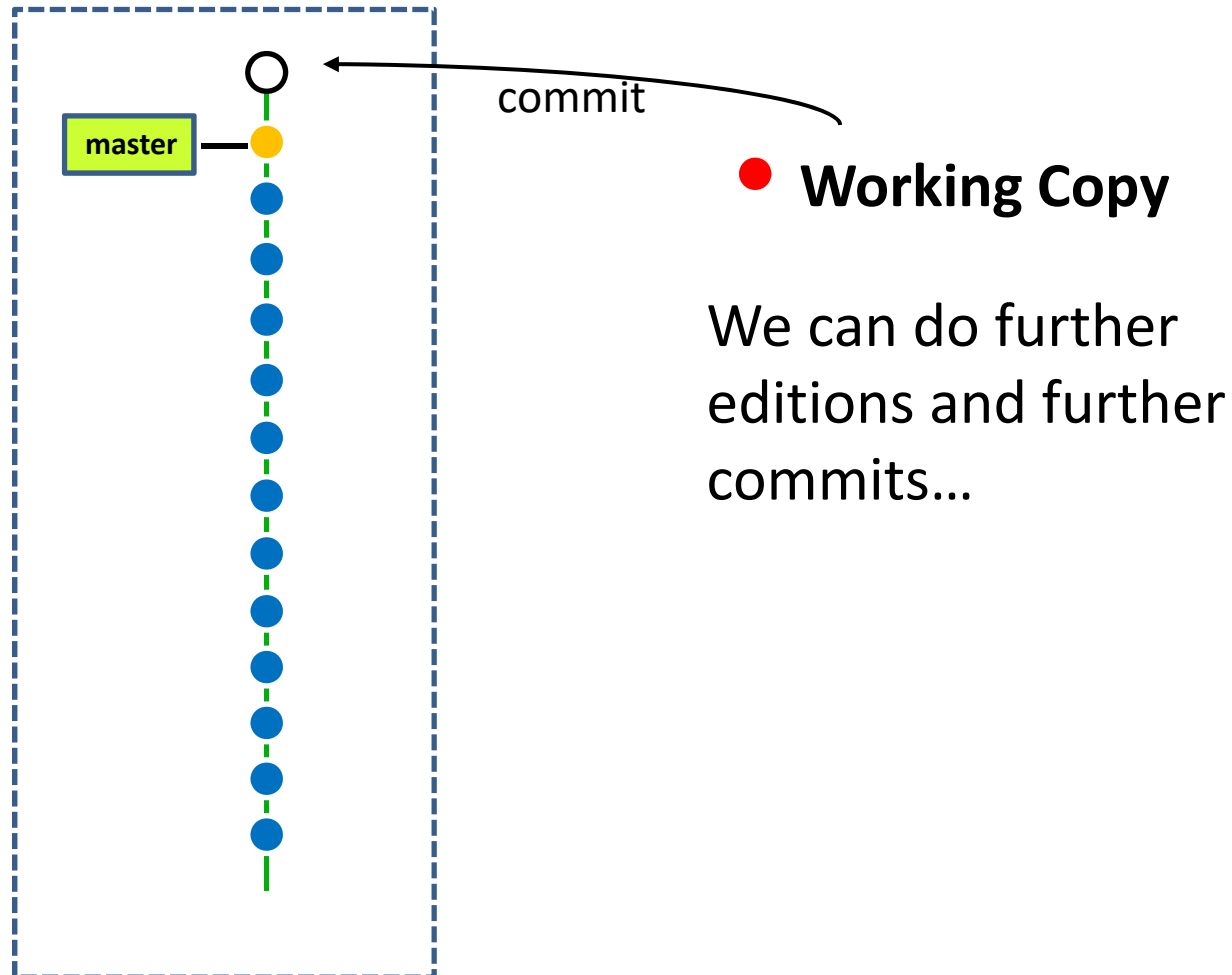 commit
master
Working Copy
We can do further
editions and further
commits…